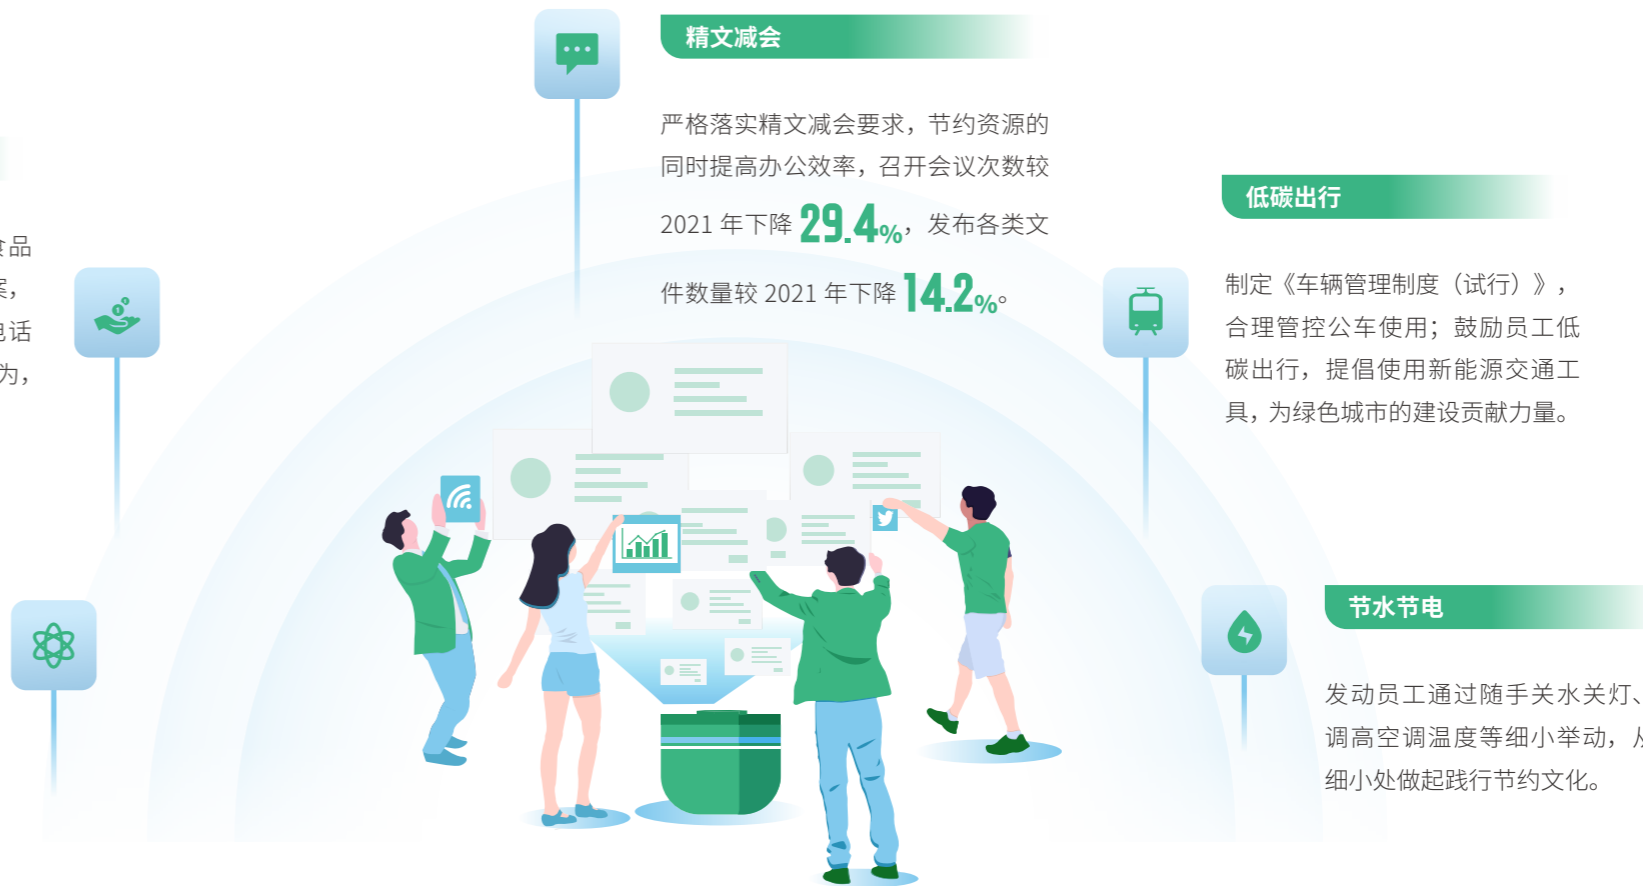 精文减会
严格落实精文减会要求，节约资源的
同时提高办公效率，召开会议次数较
2021 年下降 29.4%，发布各类文
件数量较 2021 年下降 14.2%。
食品
案，
电话
为，
低碳出行
制定《车辆管理制度（试行）》，
合理管控公车使用；鼓励员工低
碳出行，提倡使用新能源交通工
具，为绿色城市的建设贡献力量。
节水节电
发动员工通过随手关水关灯、
调高空调温度等细小举动，从
细小处做起践行节约文化。